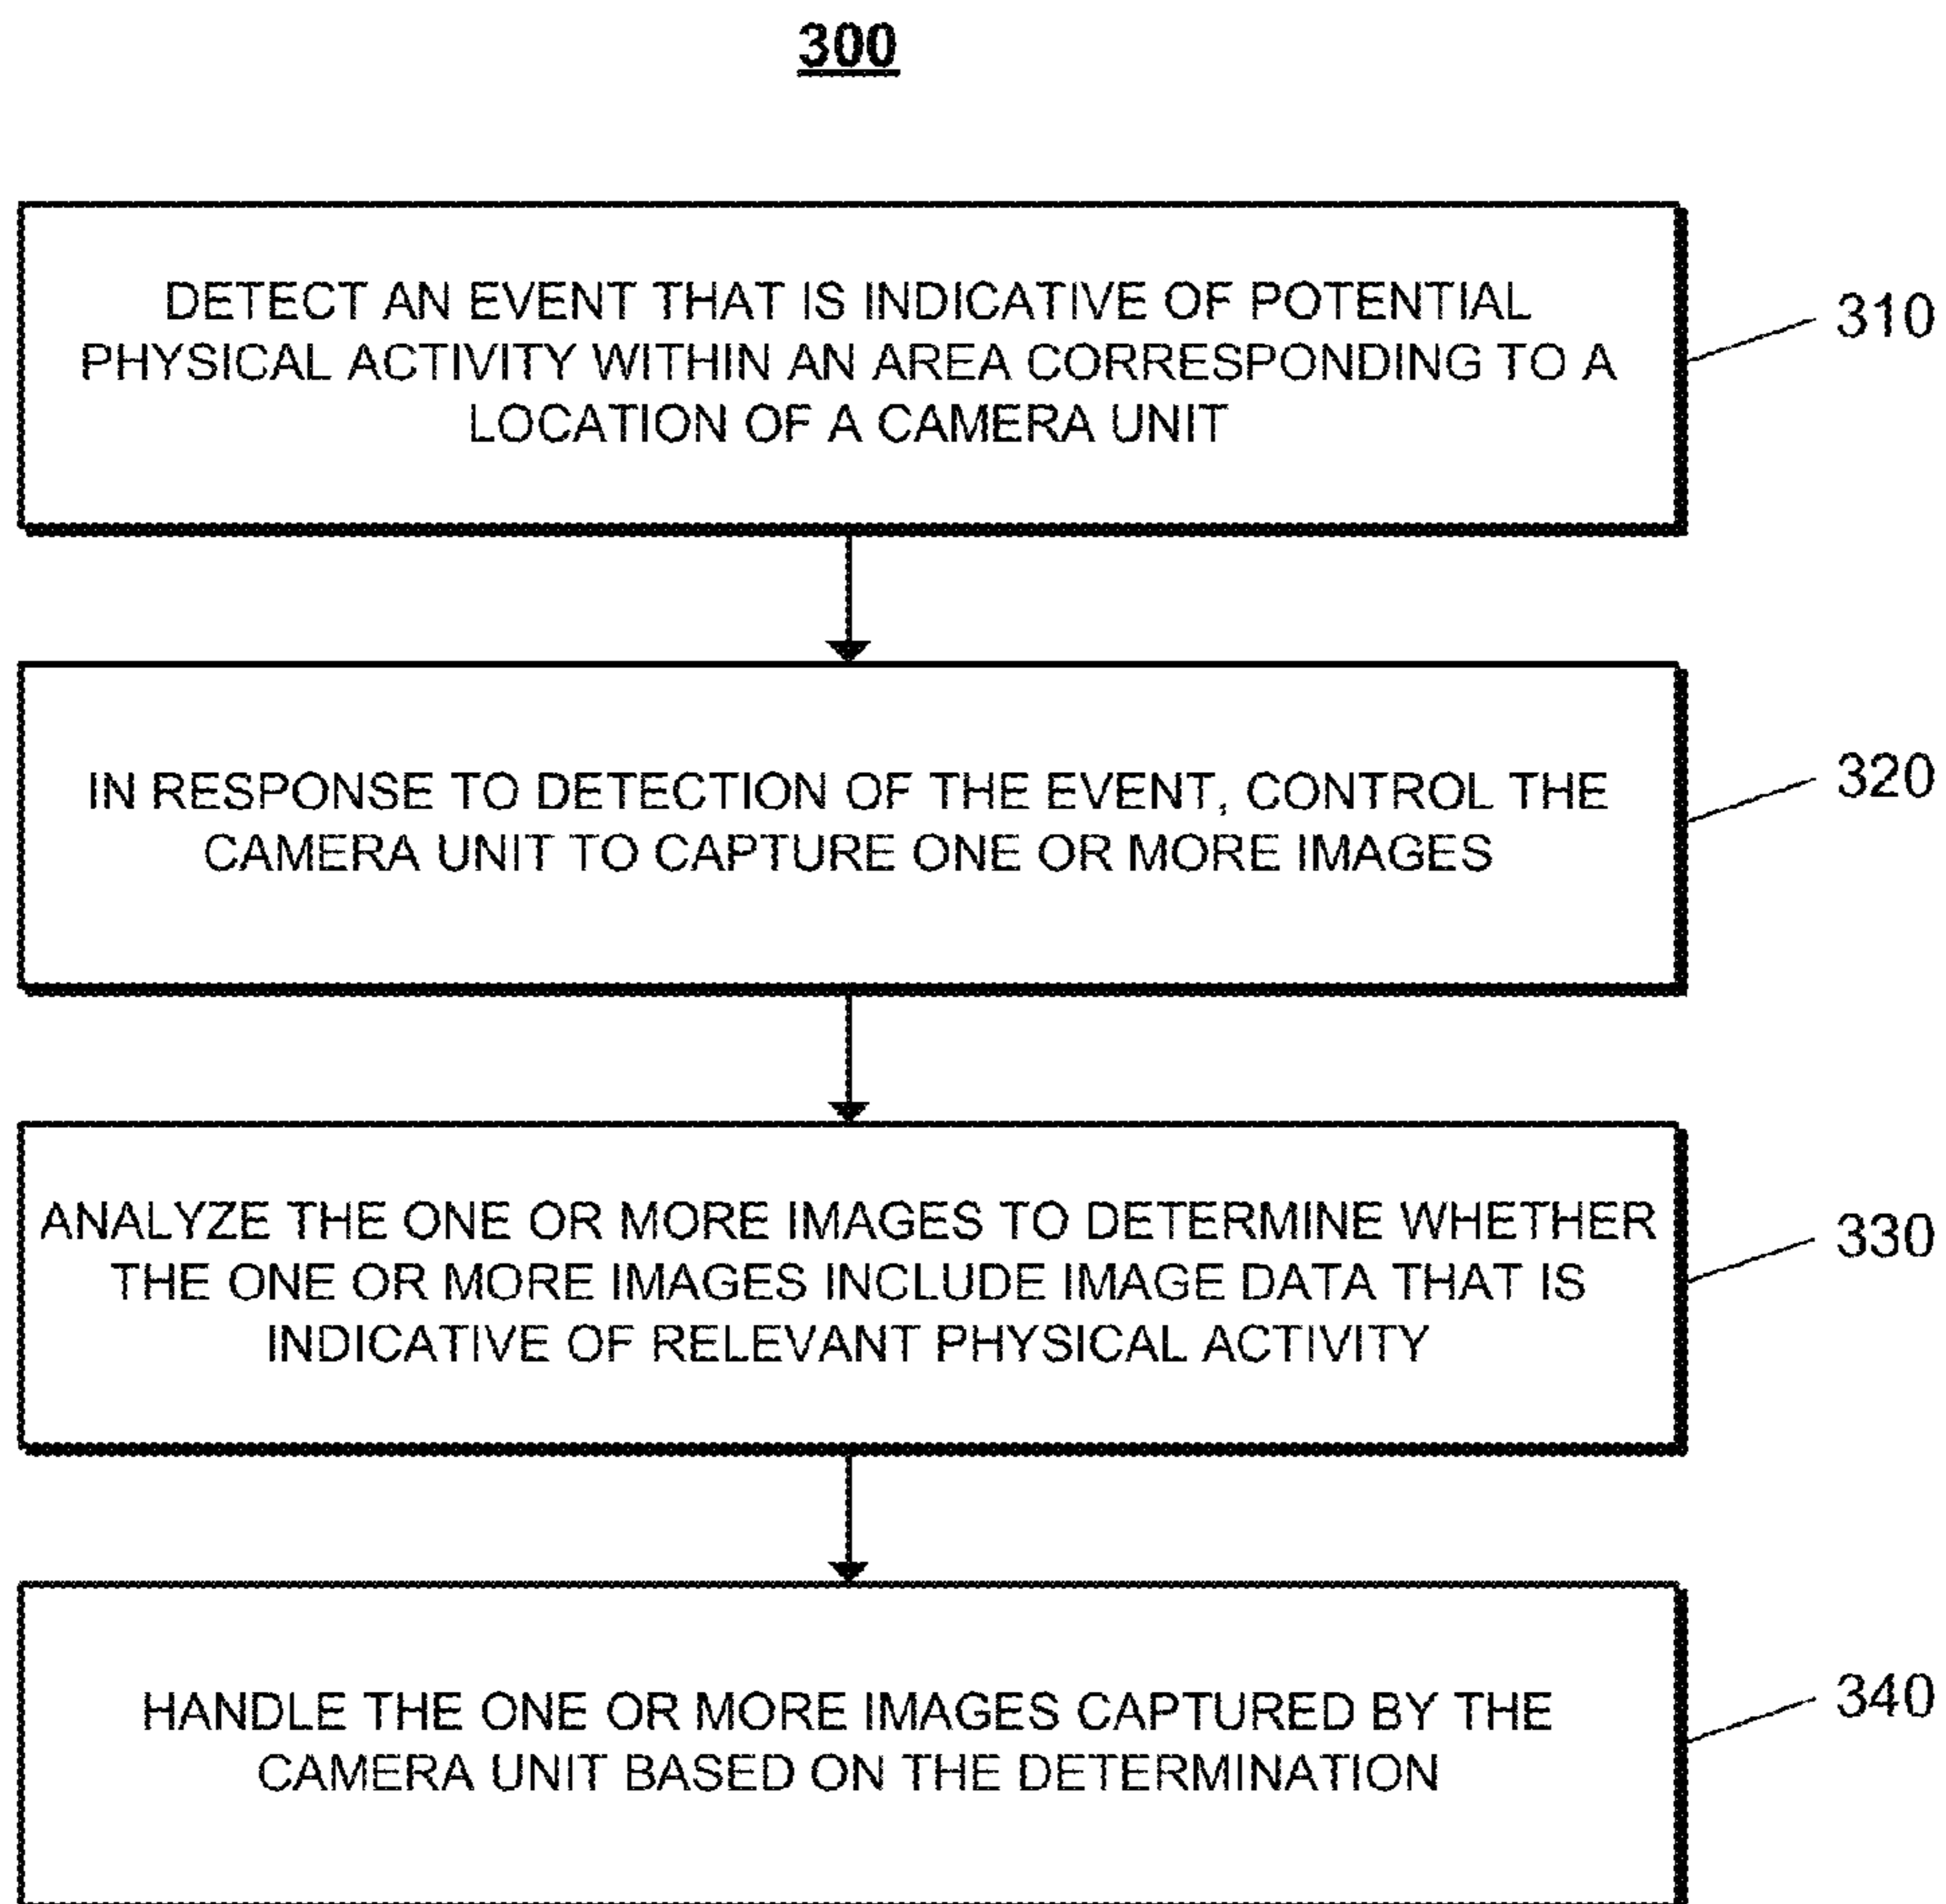 300
DETECT AN EVENT THAT IS INDICATIVE OF POTENTIAL
PHYSICAL ACTIVITY WITHIN AN AREA CORRESPONDING TO A
LOCATION OF A CAMERA UNIT
310
IN RESPONSE TO DETECTION OF THE EVENT, CONTROL THE
CAMERA UNIT TO CAPTURE ONE OR MORE IMAGES
320
ANALYZE THE ONE OR MORE IMAGES TO DETERMINE WHETHER
THE ONE OR MORE IMAGES INCLUDE IMAGE DATA THAT IS
INDICATIVE OF RELEVANT PHYSICAL ACTIVITY
330
HANDLE THE ONE OR MORE IMAGES CAPTURED BY THE
CAMERA UNIT BASED ON THE DETERMINATION
340